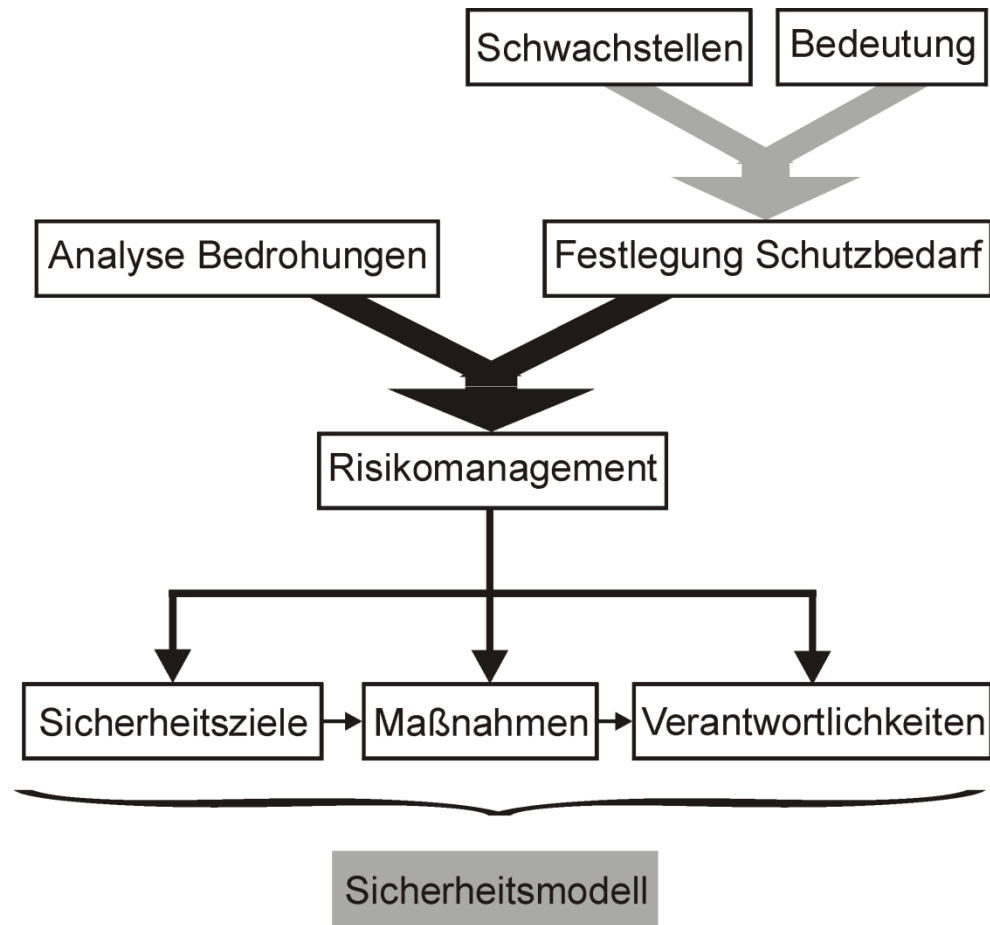 Schwachstellen
Bedeutung
Analyse Bedrohungen
Festlegung Schutzbedarf
Risikomanagement
Sicherheitsziele
Maßnahmen
Verantwortlichkeiten
Sicherheitsmodell